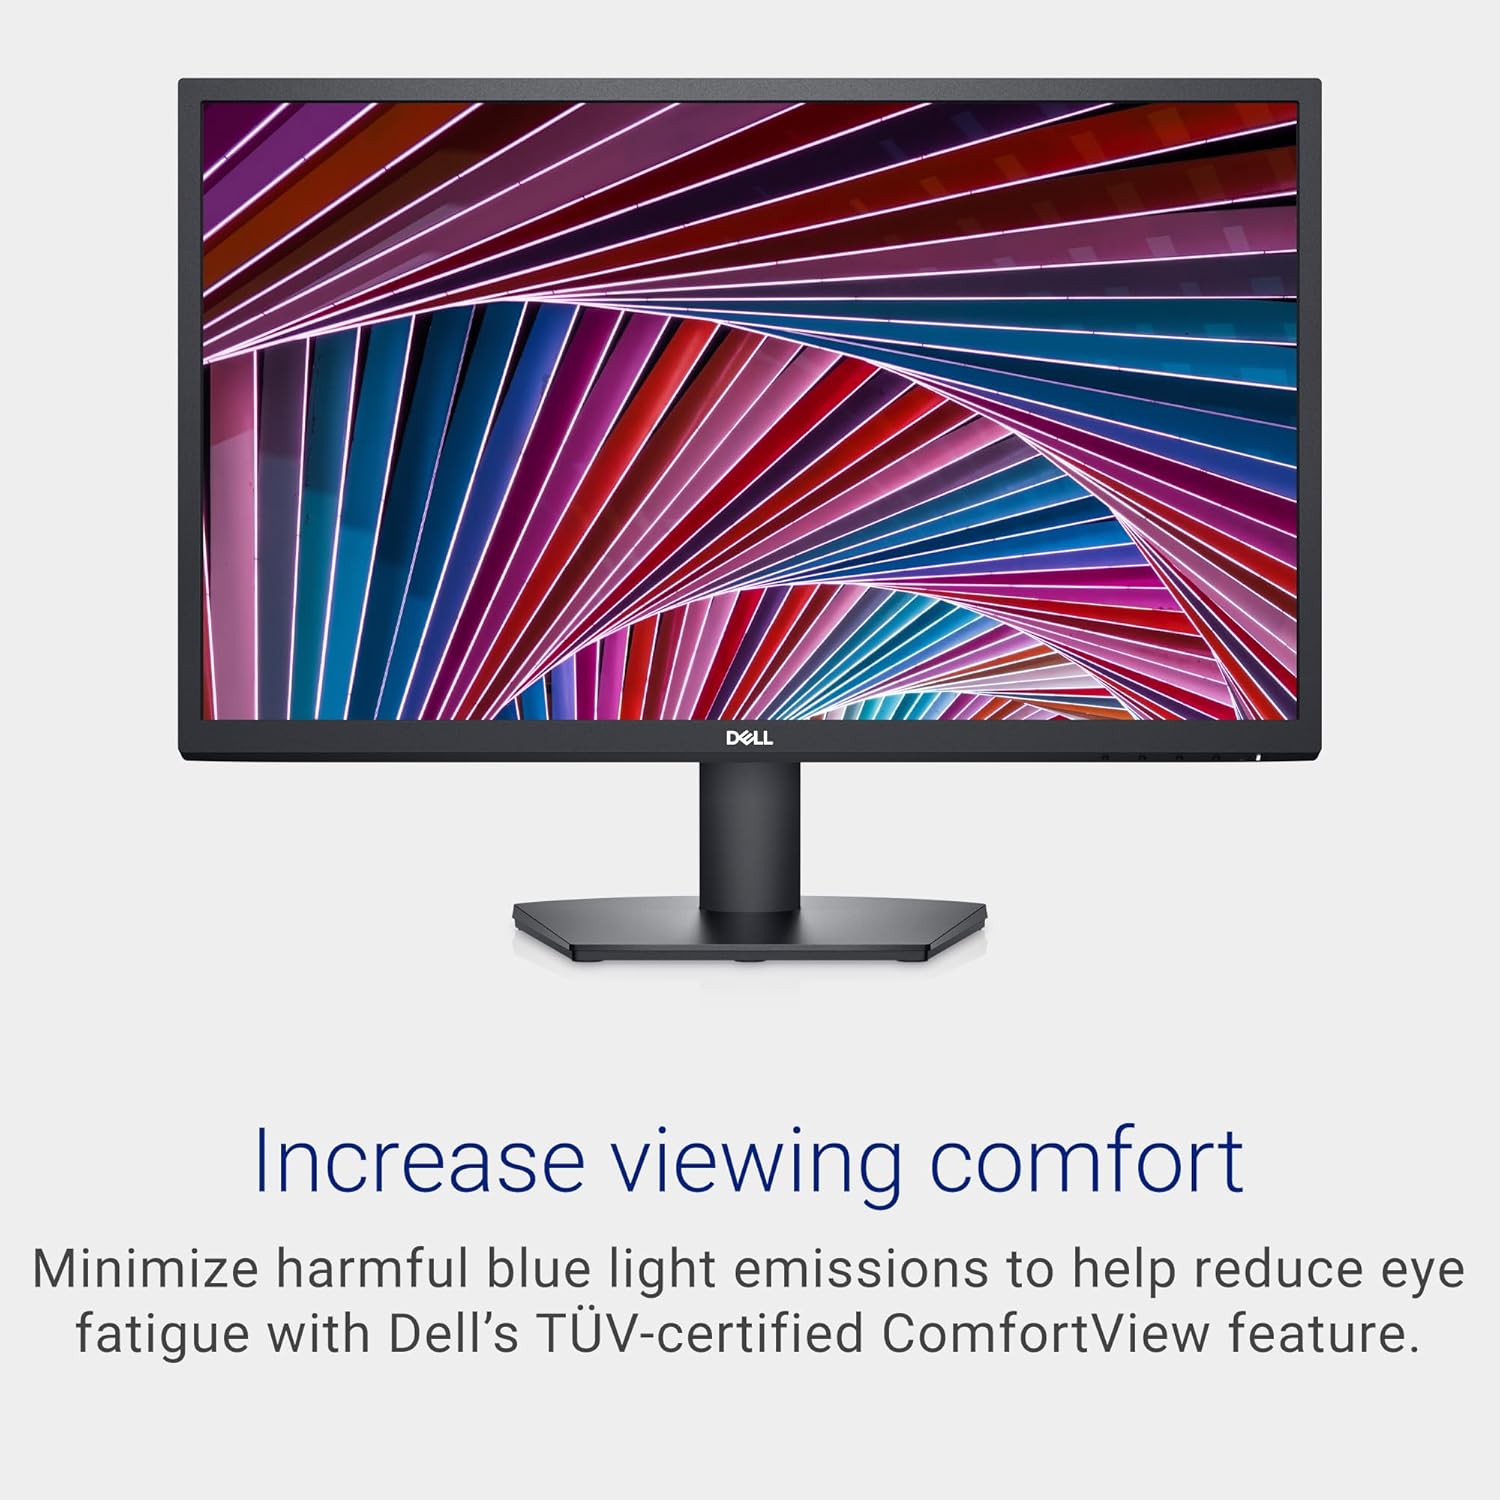 DELL
Increase viewing comfort
Minimize harmful blue light emissions to help reduce eye
fatigue with Dell’s TÜV-certified ComfortView feature.